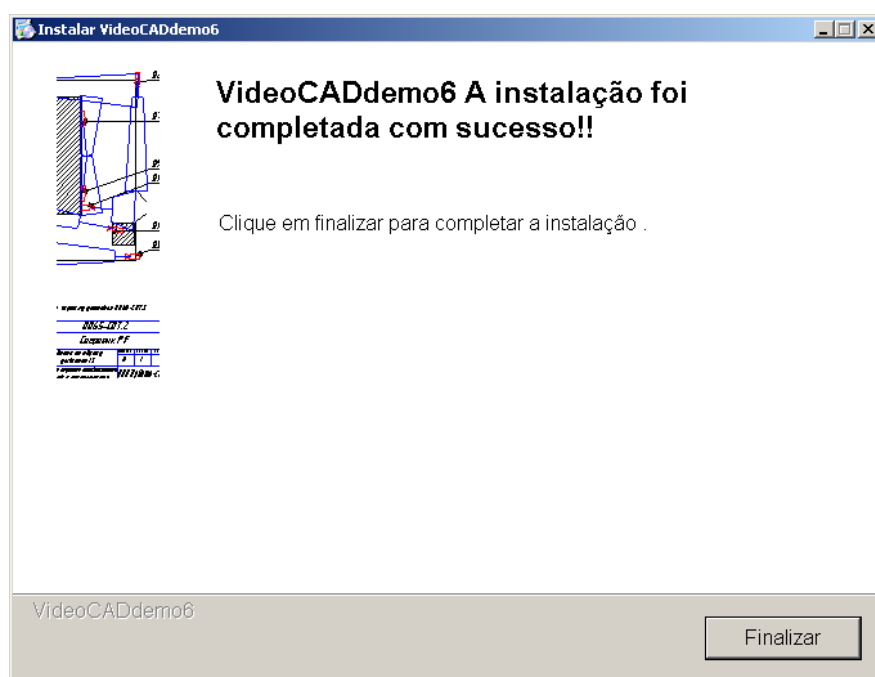 Instalar VideoCADdemo6
VideoCADdemo6 A instalação foi
completada com sucesso!!
Clique em finalizar para completar a instalação .
VideoCADdemo6
Finalizar